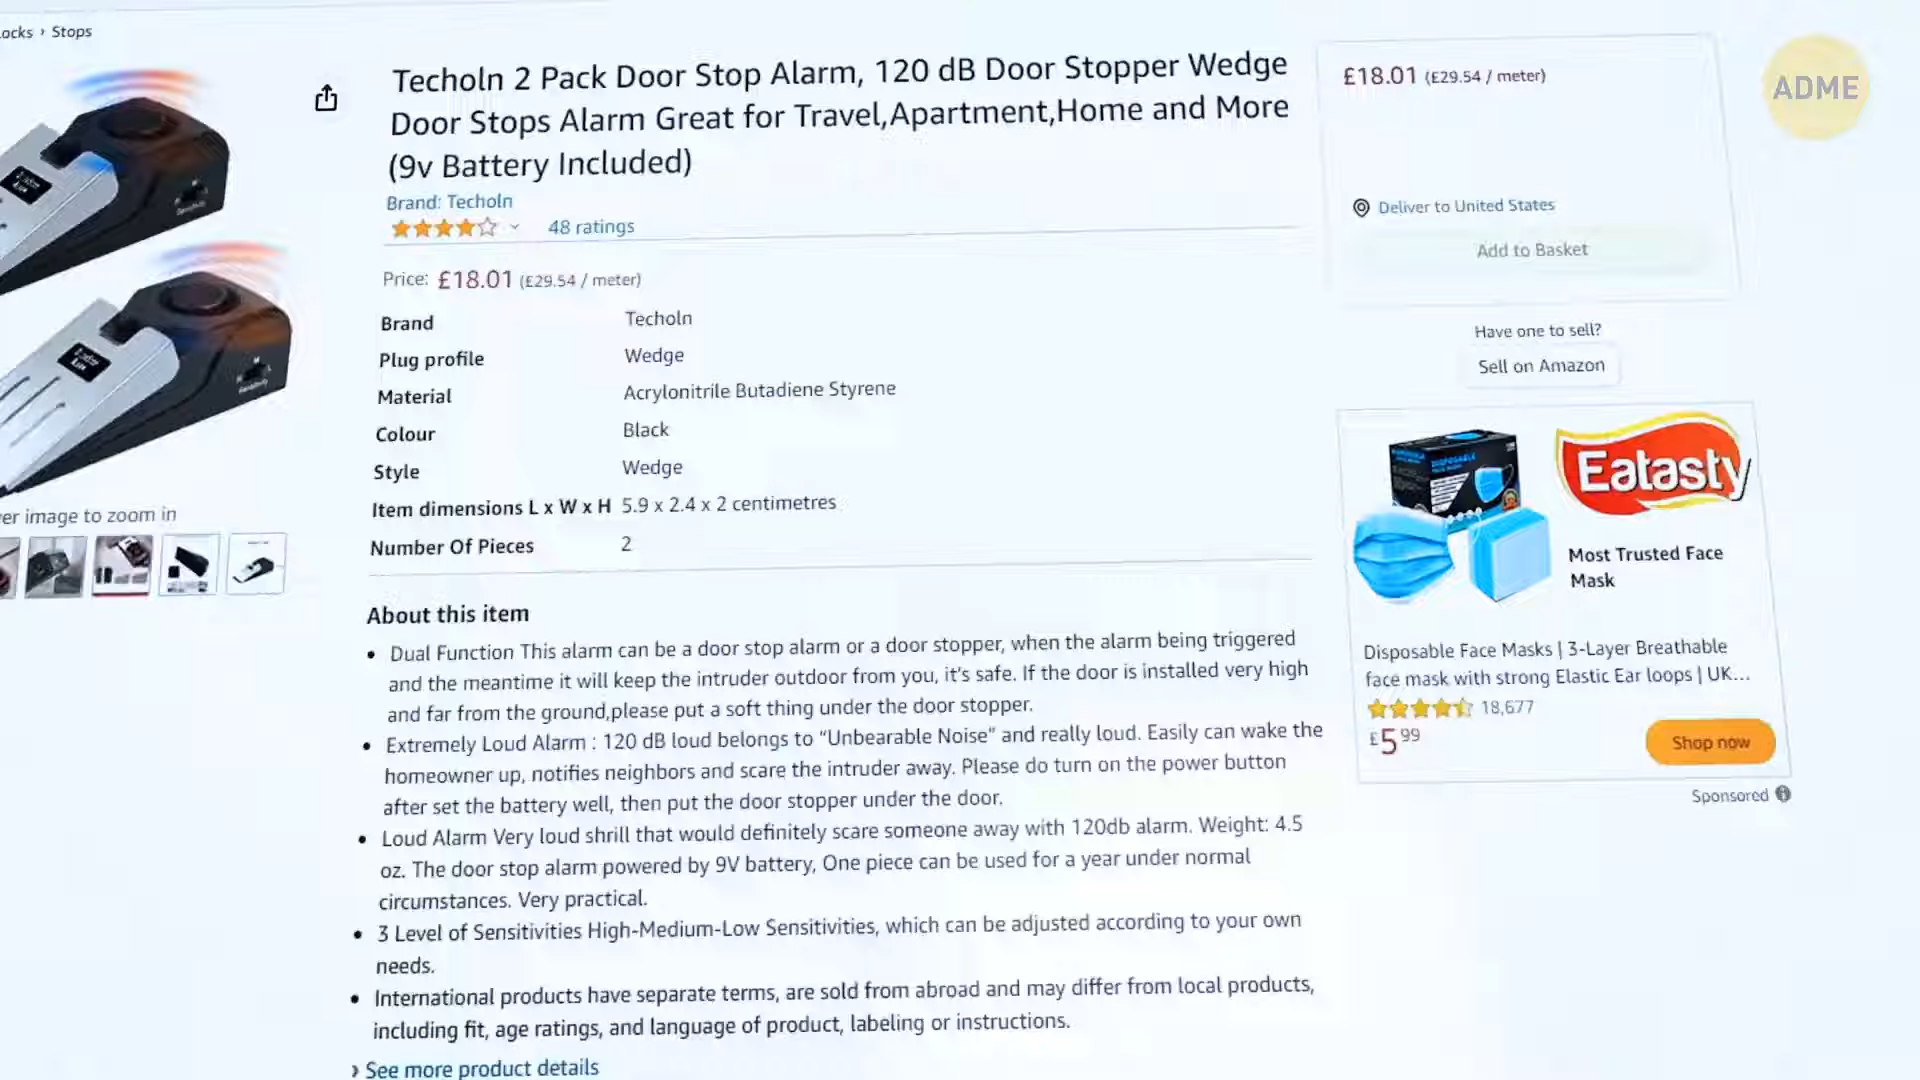 ocks › Stops
ADME
Techoln 2 Pack Door Stop Alarm, 120 dB Door Stopper Wedge
Door Stops Alarm Great for Travel,Apartment,Home and More
(9v Battery Included)
Brand: Techoln
48 ratings
Price: £18.01 (£29.54 / meter)
Brand Techoln
Plug profile Wedge
Material Acrylonitrile Butadiene Styrene
Colour Black
Style Wedge
Item dimensions L x W x H 5.9 x 2.4 x 2 centimetres
Number Of Pieces 2
er image to zoom in
About this item
• Dual Function This alarm can be a door stop alarm or a door stopper, when the alarm being triggered
and the meantime it will keep the intruder outdoor from you, it's safe. If the door is installed very high
and far from the ground,please put a soft thing under the door stopper.
• Extremely Loud Alarm : 120 dB loud belongs to “Unbearable Noise” and really loud. Easily can wake the
homeowner up, notifies neighbors and scare the intruder away. Please do turn on the power button
after set the battery well, then put the door stopper under the door.
• Loud Alarm Very loud shrill that would definitely scare someone away with 120db alarm. Weight: 4.5
oz. The door stop alarm powered by 9V battery, One piece can be used for a year under normal
circumstances. Very practical.
• 3 Level of Sensitivities High-Medium-Low Sensitivities, which can be adjusted according to your own
needs.
• International products have separate terms, are sold from abroad and may differ from local products,
including fit, age ratings, and language of product, labeling or instructions.
› See more product details
£18.01 (£29.54 / meter)
Deliver to United States
Add to Basket
Have one to sell?
Sell on Amazon
DISPOSABLE
Eatasty
Most Trusted Face
Mask
Disposable Face Masks | 3-Layer Breathable
face mask with strong Elastic Ear loops | UK...
18,677
£5 99
Shop now
Sponsored